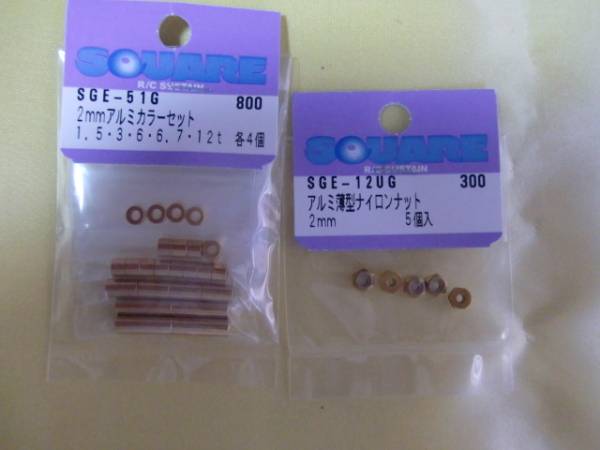 SQUARE
R/C SUSTAIN
SGE-51G 800
2mmアルミカラーセット
1.5・3・6・6.7・12t 各4個
SQUARE
R/C SUSTAIN
SGE-12UG 300
アルミ薄型ナイロンナット
2mm 5個入